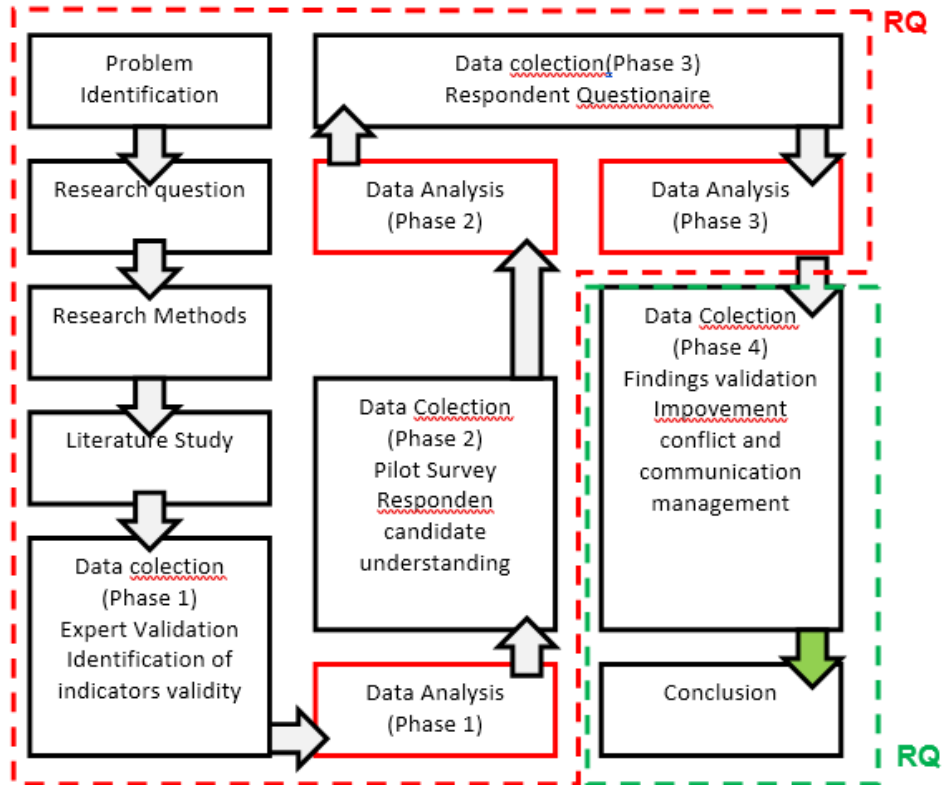 RQ
Problem
Identification
Research question
Research Methods
Literature Study
Data colection
(Phase 1)
Expert Validation
Identification of
indicators validity
Data Analysis
(Phase 1)
Data Colection
(Phase 2)
Pilot Survey
Responden
candidate
understanding
Data Analysis
(Phase 2)
Data colection(Phase 3)
Respondent Questionaire
Data Analysis
(Phase 3)
Data Colection
(Phase 4)
Findings validation
Impovement
conflict and
communication
management
Conclusion
RQ